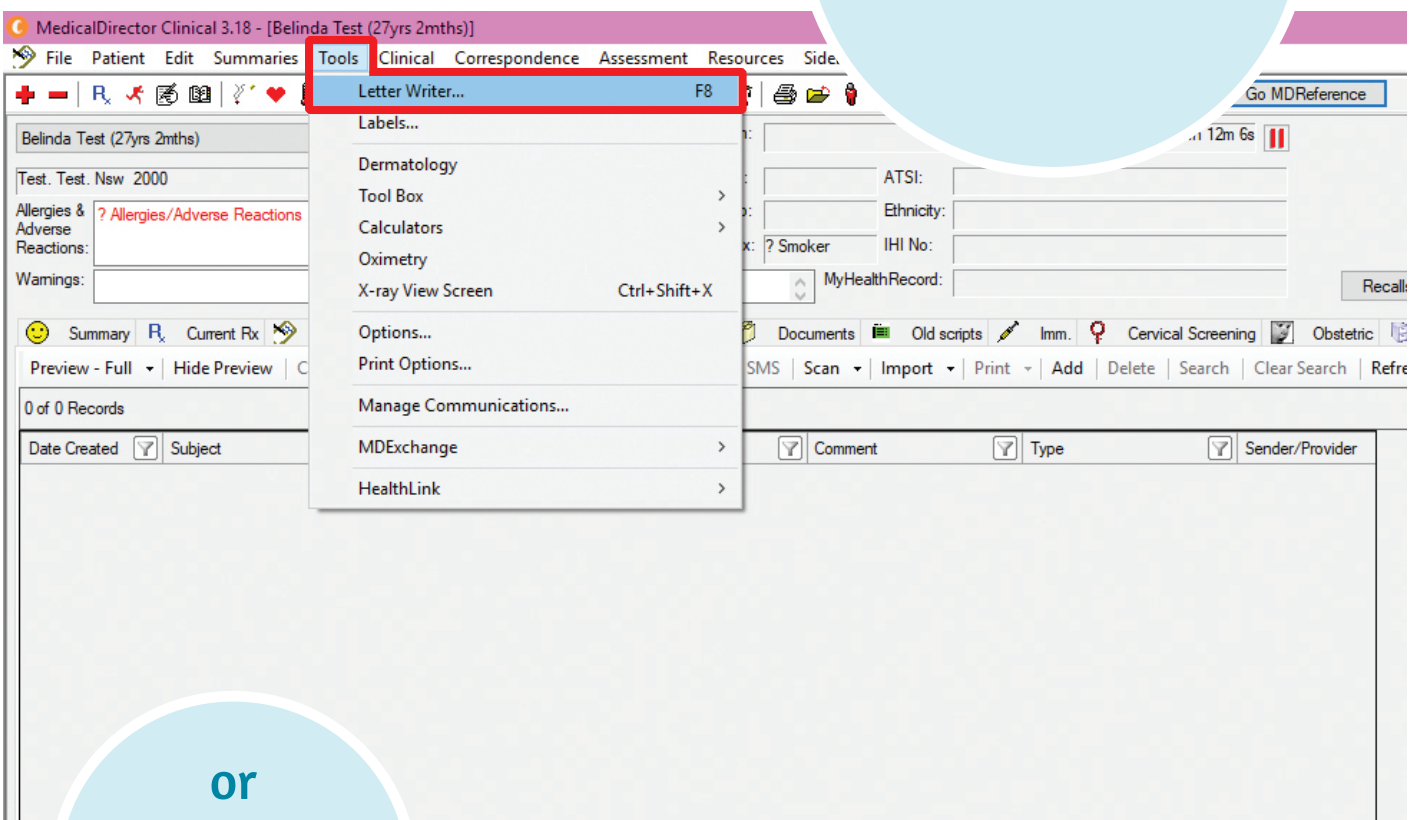 MedicalDirector Clinical 3.18 - [Belinda Test (27yrs 2mths)]
File Patient Edit Summaries Tools Clinical Correspondence Assessment Resources
Go MDReference
Letter Writer... F8
Labels...
Dermatology
Tool Box
Calculators
Oximetry
X-ray View Screen Ctrl+Shift+X
Options...
Print Options...
Manage Communications...
MDExchange
HealthLink
Belinda Test (27yrs 2mths) 12m 6s
Test. Test. Nsw 2000 ATSI:
Allergies & Adverse Reactions: ? Allergies/Adverse Reactions Ethnicity:
? Smoker IHI No:
Warnings: MyHealthRecord:
Recalls
Summary Rx Current Rx Documents Old scripts Imm. Cervical Screening Obstetric
Preview - Full Hide Preview SMS Scan Import Print Add Delete Search Clear Search
0 of 0 Records
Date Created Subject Comment Type Sender/Provider
or